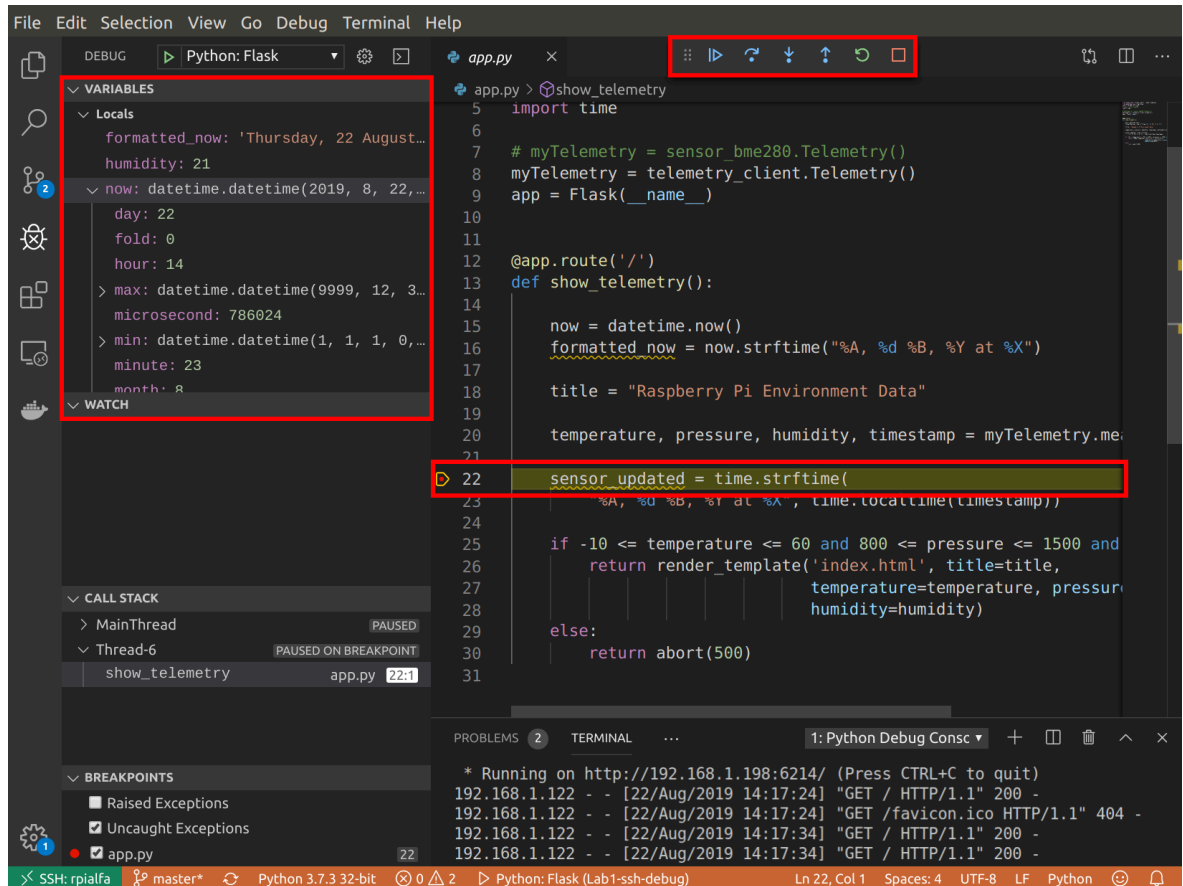 File Edit Selection View Go Debug Terminal Help
DEBUG Python: Flask
VARIABLES
Locals
formatted_now: 'Thursday, 22 August...
humidity: 21
now: datetime.datetime(2019, 8, 22,...
day: 22
fold: 0
hour: 14
max: datetime.datetime(9999, 12, 3...
microsecond: 786024
min: datetime.datetime(1, 1, 1, 0,...
minute: 23
month: 8
WATCH
CALL STACK
MainThread PAUSED
Thread-6 PAUSED ON BREAKPOINT
show_telemetry app.py 22:1
BREAKPOINTS
Raised Exceptions
Uncaught Exceptions
app.py 22
2
1
app.py
app.py > show_telemetry
5 import time
6
7 # myTelemetry = sensor_bme280.Telemetry()
8 myTelemetry = telemetry_client.Telemetry()
9 app = Flask(__name__)
10
11
12 @app.route('/')
13 def show_telemetry():
14
15 now = datetime.now()
16 formatted_now = now.strftime("%A, %d %B, %Y at %X")
17
18 title = "Raspberry Pi Environment Data"
19
20 temperature, pressure, humidity, timestamp = myTelemetry.mea
21
22 sensor_updated = time.strftime(
23 "%A, %d %B, %Y at %X", time.localtime(timestamp))
24
25 if -10 <= temperature <= 60 and 800 <= pressure <= 1500 and
26 return render_template('index.html', title=title,
27 temperature=temperature, pressure
28 humidity=humidity)
29 else:
30 return abort(500)
31
PROBLEMS 2 TERMINAL ... 1: Python Debug Consc
* Running on http://192.168.1.198:6214/ (Press CTRL+C to quit)
192.168.1.122 - - [22/Aug/2019 14:17:24] "GET / HTTP/1.1" 200 -
192.168.1.122 - - [22/Aug/2019 14:17:24] "GET /favicon.ico HTTP/1.1" 404 -
192.168.1.122 - - [22/Aug/2019 14:17:34] "GET / HTTP/1.1" 200 -
192.168.1.122 - - [22/Aug/2019 14:17:34] "GET / HTTP/1.1" 200 -
SSH: rpialfa master* Python 3.7.3 32-bit 0 2 Python: Flask (Lab1-ssh-debug) Ln 22, Col 1 Spaces: 4 UTF-8 LF Python